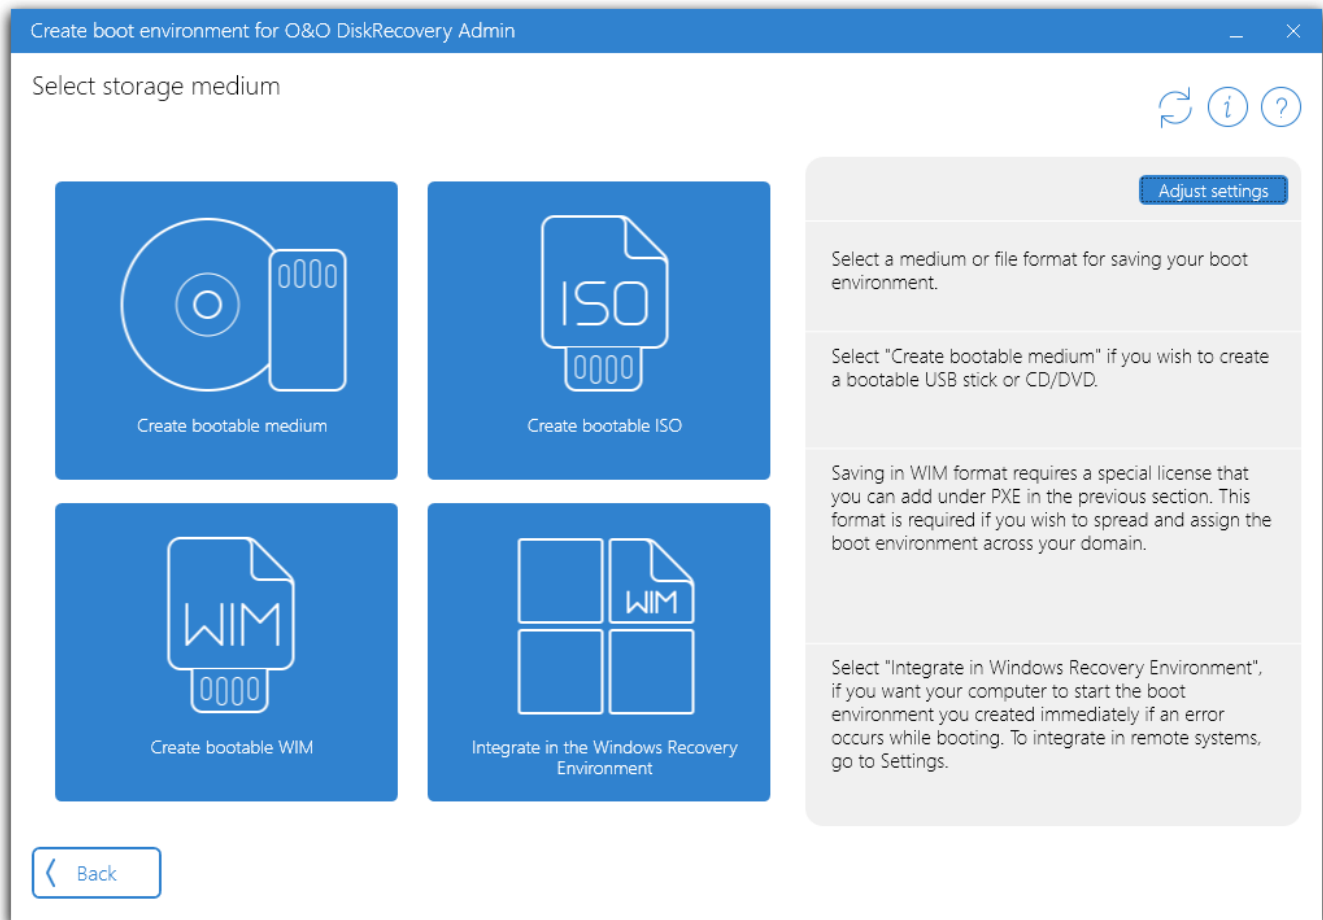 Create boot environment for O&O DiskRecovery Admin
Select storage medium
i
?
ISO
Create bootable medium
Create bootable ISO
WIM
WIM
Create bootable WIM
Integrate in the Windows Recovery
Environment
Adjust settings
Select a medium or file format for saving your boot
environment.
Select "Create bootable medium" if you wish to create
a bootable USB stick or CD/DVD.
Saving in WIM format requires a special license that
you can add under PXE in the previous section. This
format is required if you wish to spread and assign the
boot environment across your domain.
Select "Integrate in Windows Recovery Environment",
if you want your computer to start the boot
environment you created immediately if an error
occurs while booting. To integrate in remote systems,
go to Settings.
Back